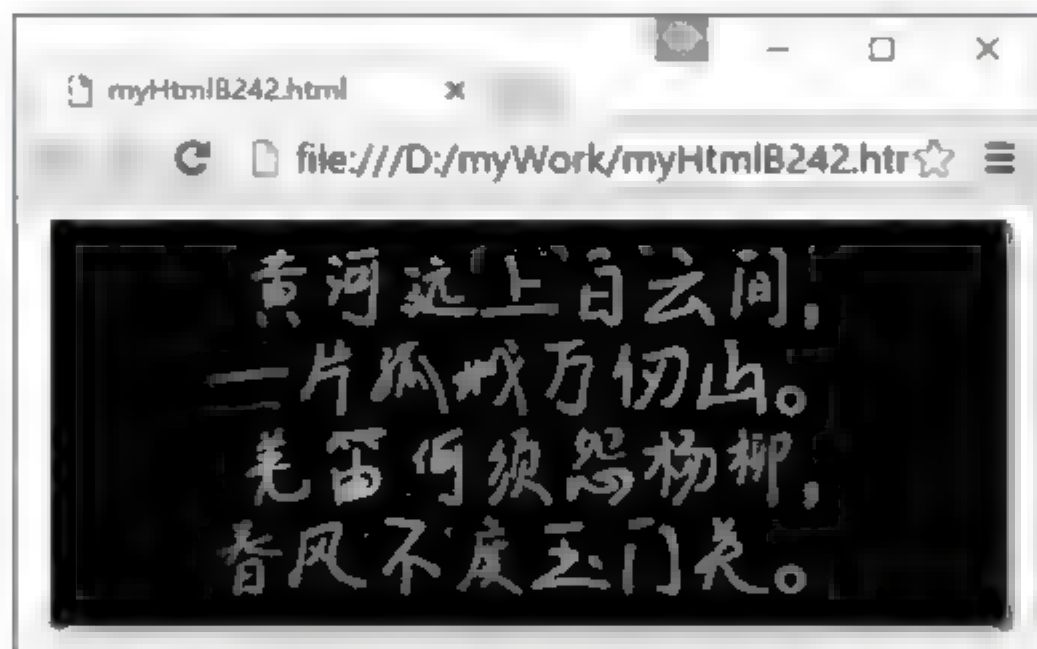 myHtmlB242.html
file:///D:/myWork/myHtmlB242.htr
黄河远上白云间,
一片孤城万仞山。
羌笛何须怨杨柳,
春风不度玉门关。